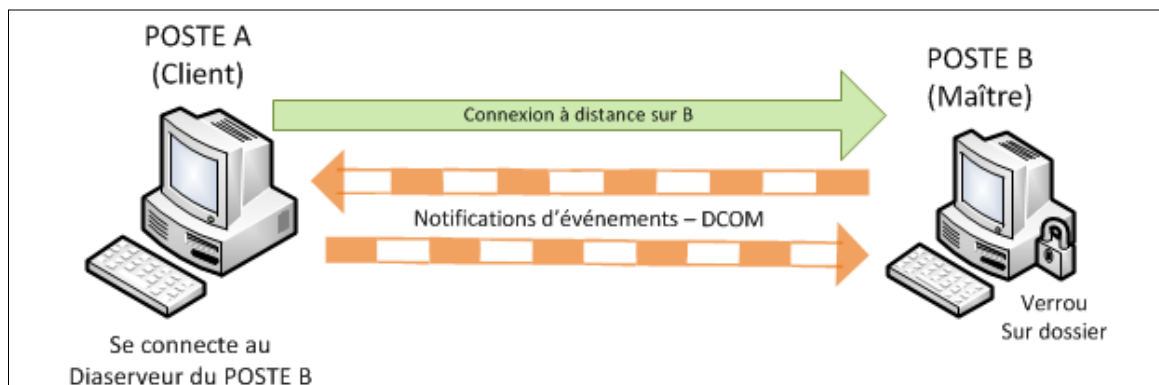 POSTE A
(Client)
POSTE B
(Maître)
Connexion à distance sur B
Notifications d'événements – DCOM
Verrou
Sur dossier
Se connecte au
Diaserveur du POSTE B